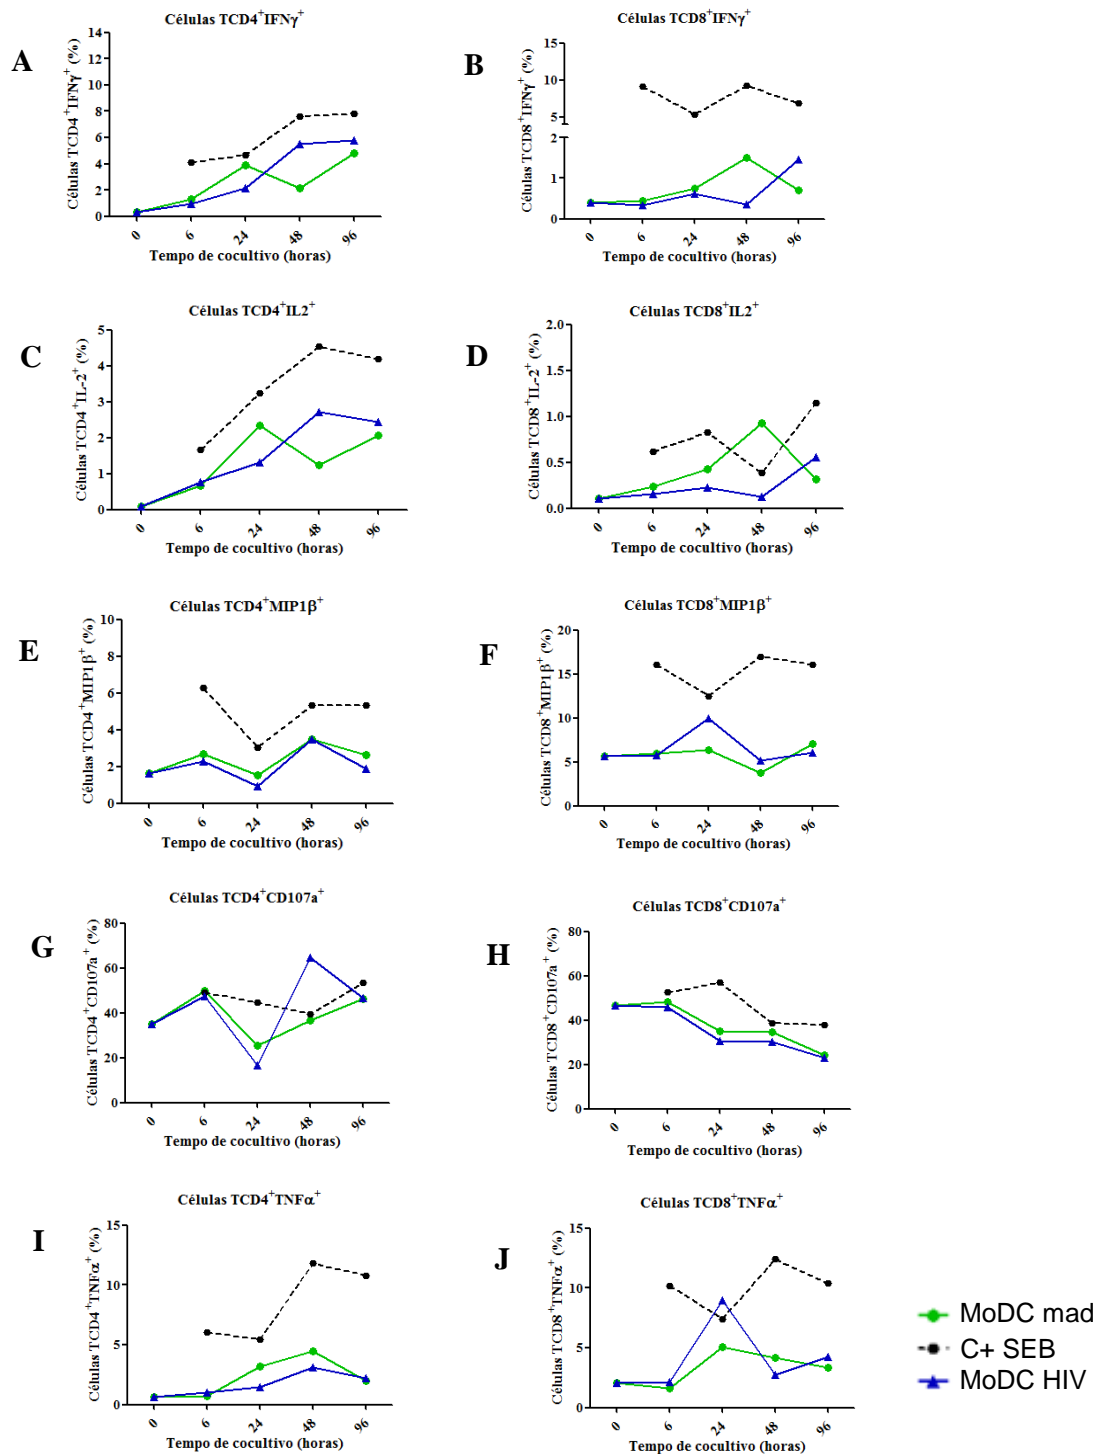 A
Células TCD4⁺IFNγ⁺
Células TCD4⁺IFNγ⁺ (%)
14
12
10
8
6
4
2
0
0 6 24 48 96
Tempo de cocultivo (horas)
B
Células TCD8⁺IFNγ⁺
Células TCD8⁺IFNγ⁺ (%)
15
10
5
2
1
0
0 6 24 48 96
Tempo de cocultivo (horas)
C
Células TCD4⁺IL2⁺
Células TCD4⁺IL-2⁺ (%)
5
4
3
2
1
0
0 6 24 48 96
Tempo de cocultivo (horas)
D
Células TCD8⁺IL2⁺
Células TCD8⁺IL-2⁺ (%)
2.0
1.5
1.0
0.5
0.0
0 6 24 48 96
Tempo de cocultivo (horas)
E
Células TCD4⁺MIP1β⁺
Células TCD4⁺MIP1β⁺ (%)
10
8
6
4
2
0
0 6 24 48 96
Tempo de cocultivo (horas)
F
Células TCD8⁺MIP1β⁺
Células TCD8⁺MIP1β⁺ (%)
20
15
10
5
0
0 6 24 48 96
Tempo de cocultivo (horas)
G
Células TCD4⁺CD107a⁺
Células TCD4⁺CD107a⁺ (%)
80
60
40
20
0
0 6 24 48 96
Tempo de cocultivo (horas)
H
Células TCD8⁺CD107a⁺
Células TCD8⁺CD107a⁺ (%)
80
60
40
20
0
0 6 24 48 96
Tempo de cocultivo (horas)
I
Células TCD4⁺TNFα⁺
Células TCD4⁺TNFα⁺ (%)
15
10
5
0
0 6 24 48 96
Tempo de cocultivo (horas)
J
Células TCD8⁺TNFα⁺
Células TCD8⁺TNFα⁺ (%)
15
10
5
0
0 6 24 48 96
Tempo de cocultivo (horas)
MoDC mad
C+ SEB
MoDC HIV